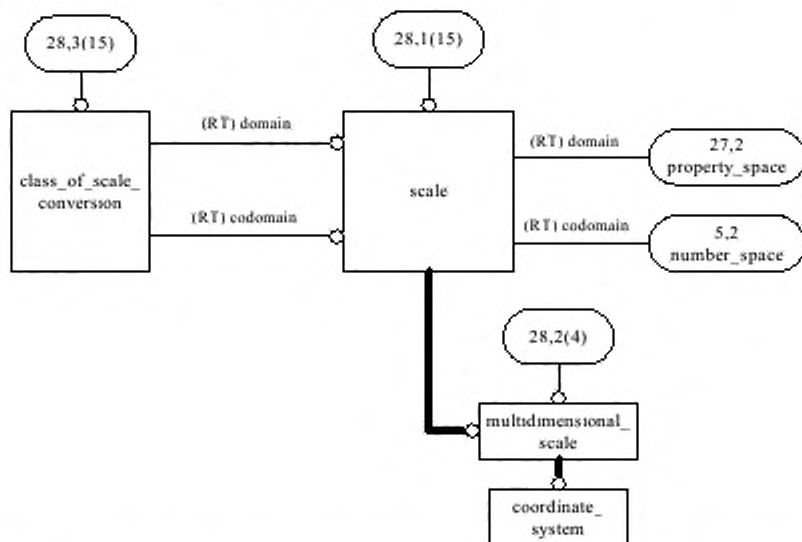 28,3(15)
28,1(15)
(RT) domain
(RT) domain
27,2
property_space
class_of_scale_
conversion
scale
(RT) codomain
(RT) codomain
5,2
number_space
28,2(4)
multidimensional_
scale
coordinate_
system